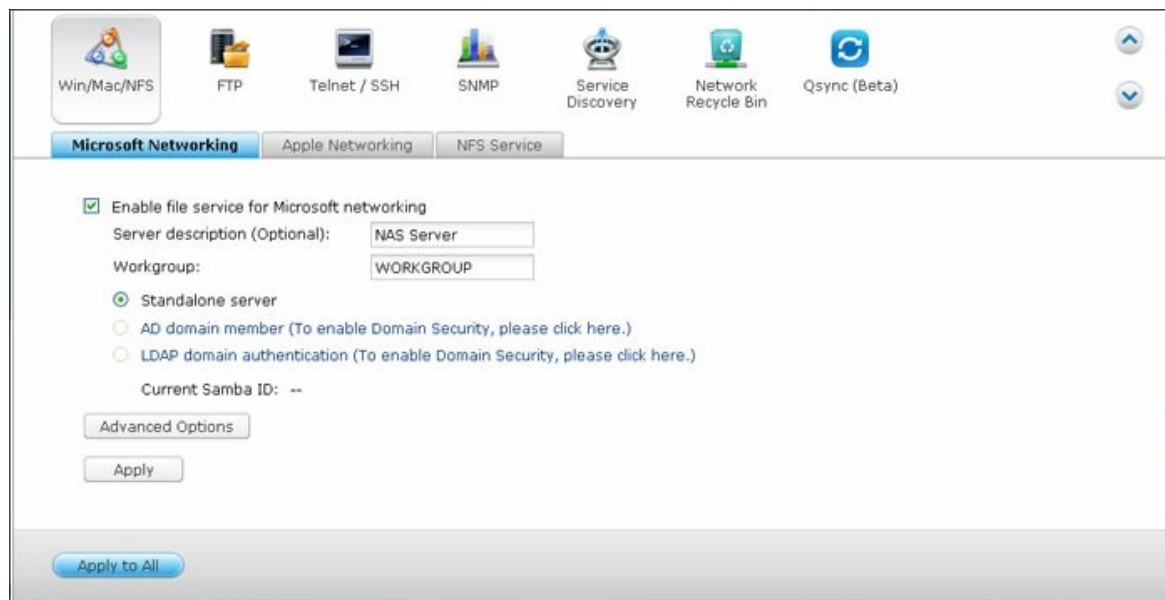 Win/Mac/NFS
FTP
Telnet / SSH
SNMP
Service
Discovery
Network
Recycle Bin
Qsync (Beta)
Microsoft Networking
Apple Networking
NFS Service
Enable file service for Microsoft networking
Server description (Optional): NAS Server
Workgroup: WORKGROUP
Standalone server
AD domain member (To enable Domain Security, please click here.)
LDAP domain authentication (To enable Domain Security, please click here.)
Current Samba ID: --
Advanced Options
Apply
Apply to All